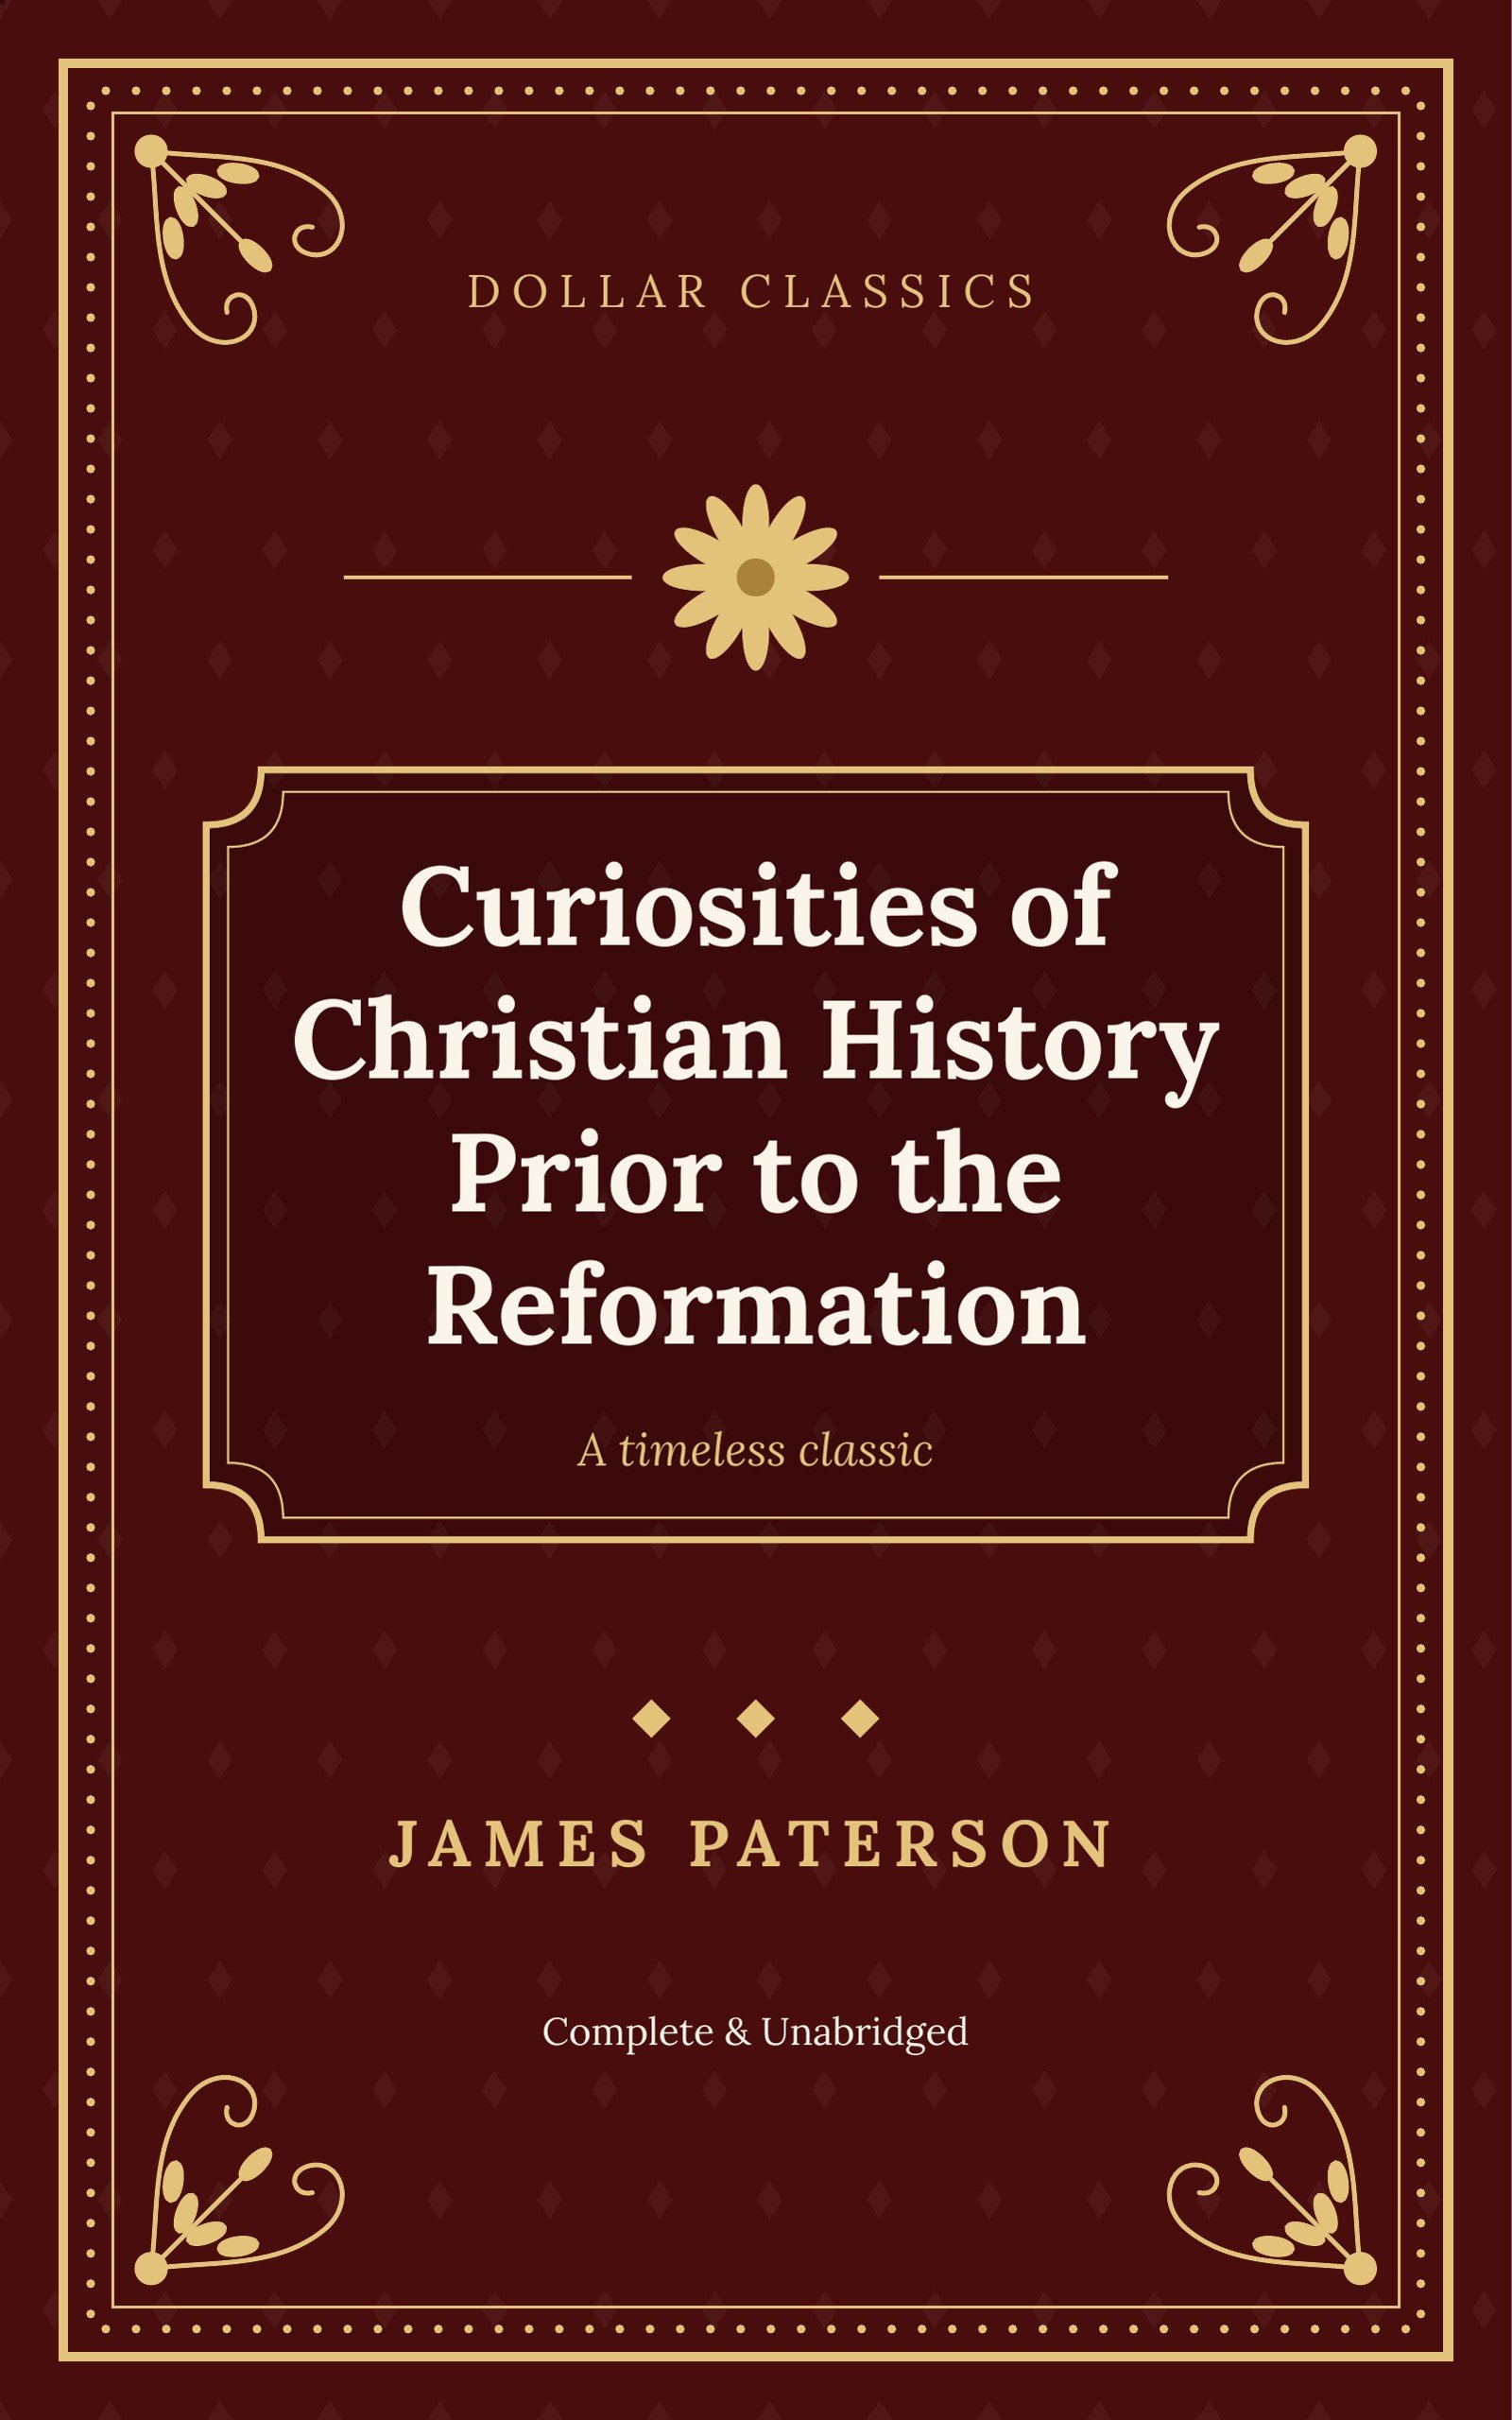 DOLLAR CLASSICS
Curiosities of
Christian History
Prior to the
Reformation
A timeless classic
JAMES PATERSON
Complete & Unabridged